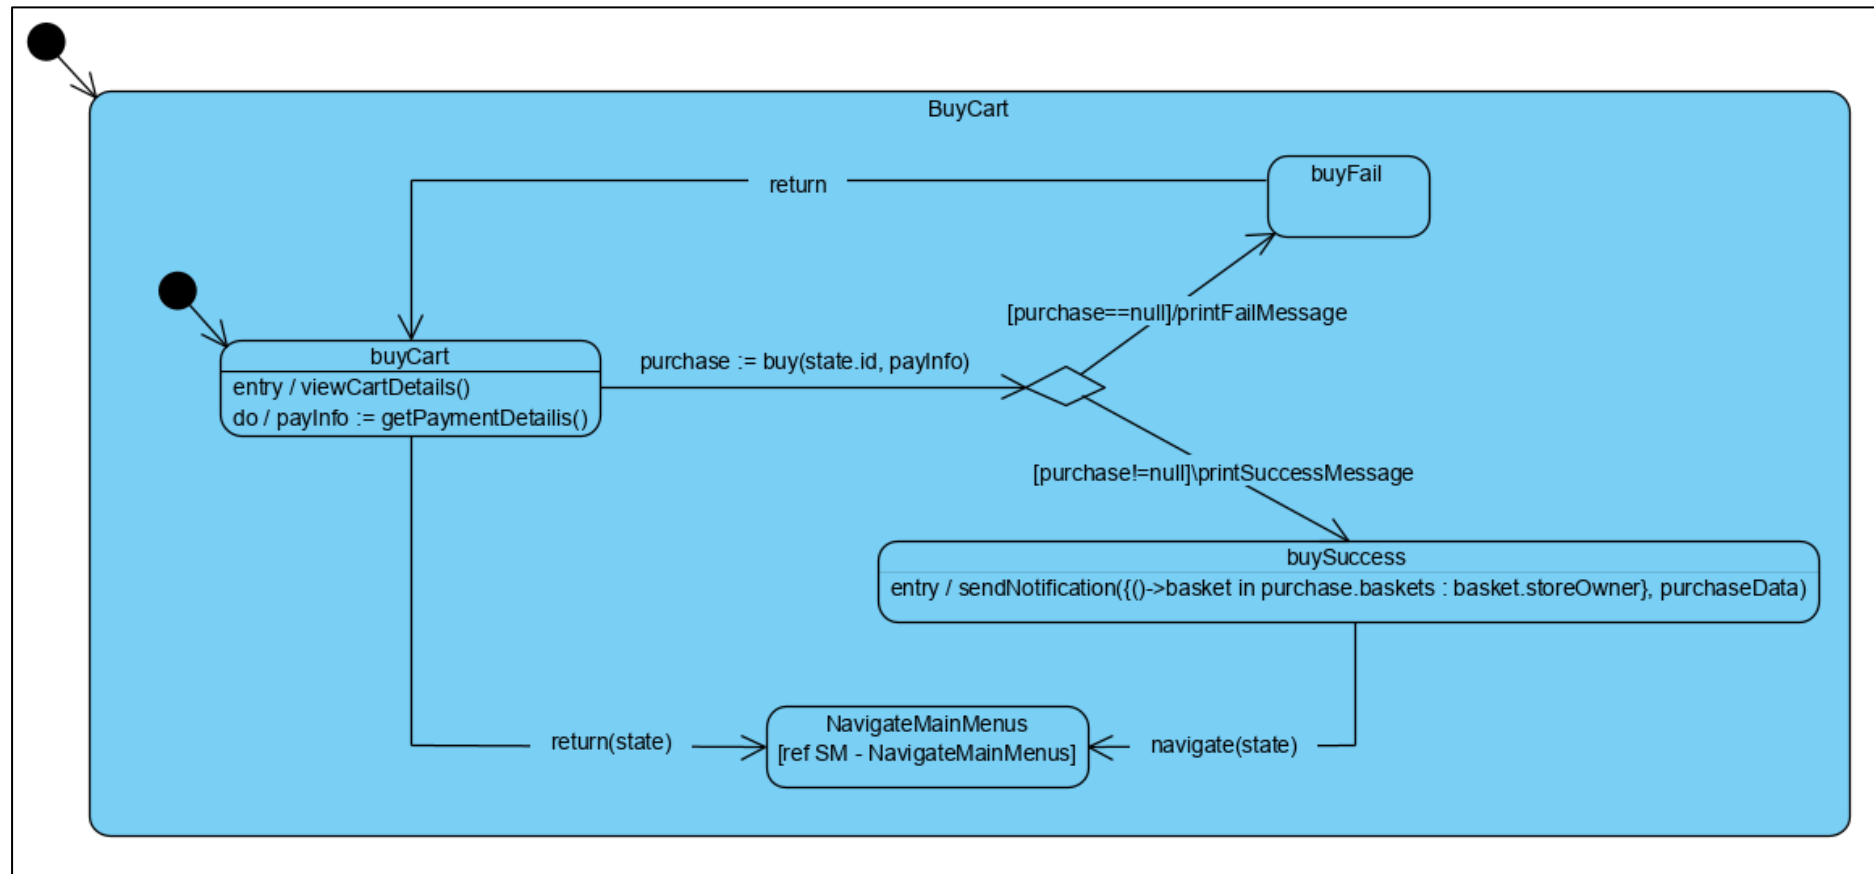 BuyCart
buyFail
return
[purchase==null]/printFailMessage
buyCart
entry / viewCartDetails()
do / payInfo := getPaymentDetailis()
purchase := buy(state.id, payInfo)
[purchase!=null]\printSuccessMessage
buySuccess
entry / sendNotification({()->basket in purchase.baskets : basket.storeOwner}, purchaseData)
return(state)
NavigateMainMenus
[ref SM - NavigateMainMenus]
navigate(state)